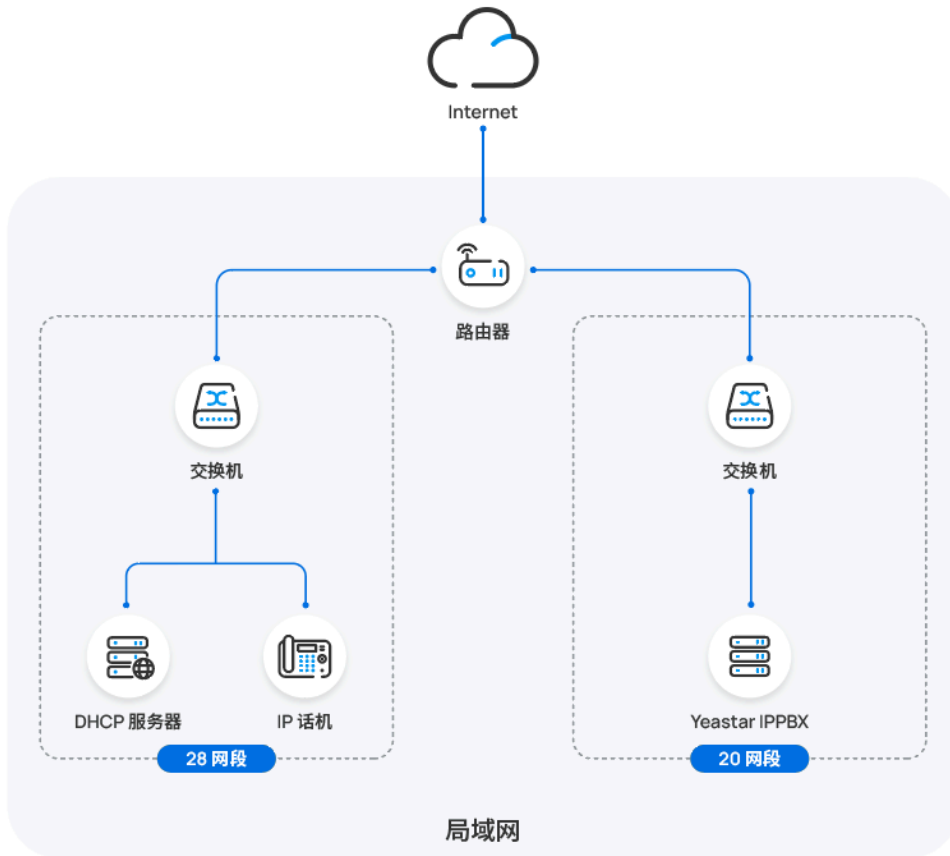 Internet
路由器
交换机
交换机
DHCP 服务器
IP 话机
Yeastar IPPBX
28 网段
20 网段
局域网